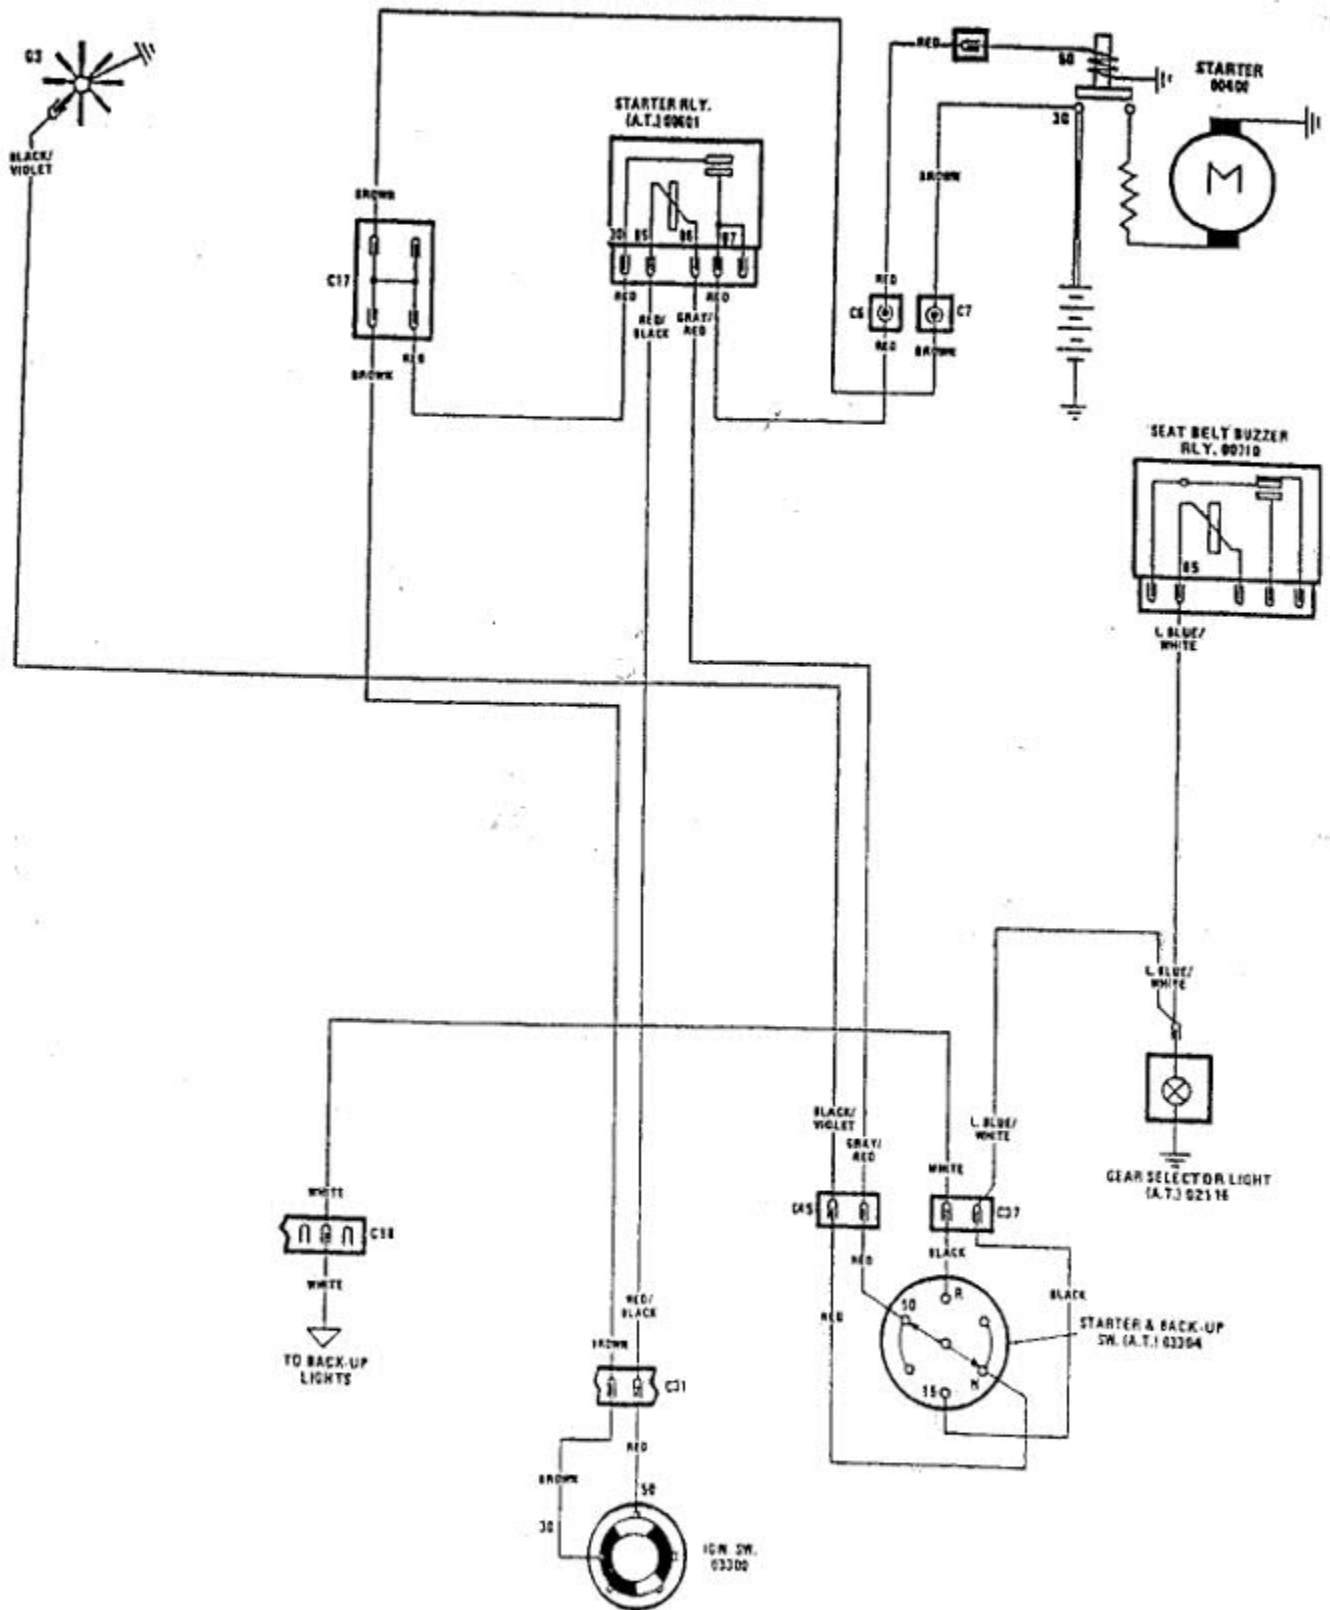 G3
BLACK/
VIOLET
BROWN
C17
BROWN
RED
STARTER RLY.
(A.T.) 00601
30
85
86
87
RED
RED/
BLACK
GRAY/
RED
RED
RED
50
STARTER
00400
30
M
BROWN
RED
C6
C7
RED
BROWN
SEAT BELT BUZZER
RLY. 00710
85
L. BLUE/
WHITE
L. BLUE/
WHITE
GEAR SELECTOR LIGHT
(A.T.) 02116
BLACK/
VIOLET
GRAY/
RED
WHITE
L. BLUE/
WHITE
C45
C37
RED
BLACK
RED
50
R
BLACK
N
15
STARTER & BACK-UP
SW. (A.T.) 03304
WHITE
WHITE
TO BACK-UP
LIGHTS
RED/
BLACK
BROWN
C31
RED
BROWN
50
30
IGN SW.
03300